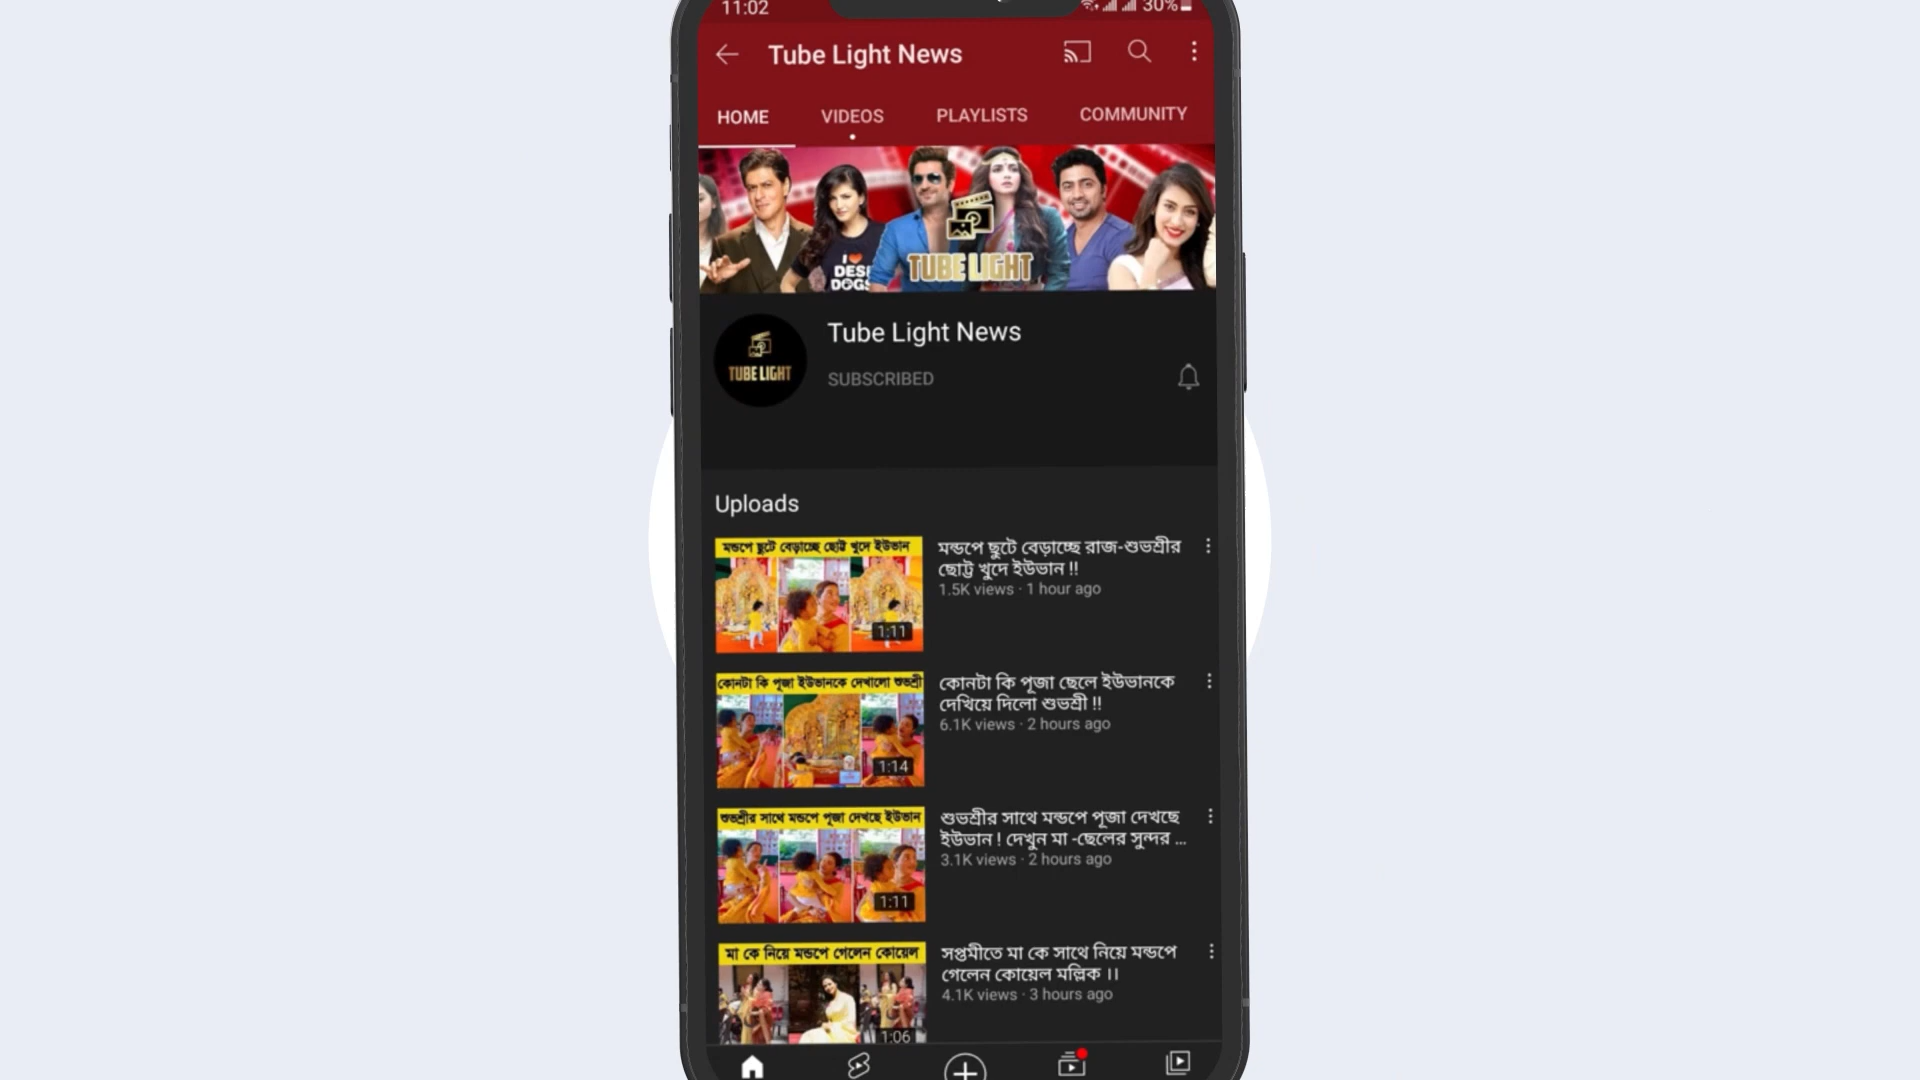 11:02
30%
Tube Light News
HOME VIDEOS PLAYLISTS COMMUNITY
I
DESI
DOGS
TUBE LIGHT
TUBE LIGHT
Tube Light News
SUBSCRIBED
Uploads
মন্ডপে ছুটে বেড়াচ্ছে ছোট্ট খুদে ইউভান
1:11
মন্ডপে ছুটে বেড়াচ্ছে রাজ-শুভশ্রীর
ছোট্ট খুদে ইউভান !!
1.5K views · 1 hour ago
কোনটা কি পূজা ইউভানকে দেখালো শুভশ্রী
1:14
কোনটা কি পূজা ছেলে ইউভানকে
দেখিয়ে দিলো শুভশ্রী !!
6.1K views · 2 hours ago
শুভশ্রীর সাথে মন্ডপে পূজা দেখছে ইউভান
1:11
শুভশ্রীর সাথে মন্ডপে পূজা দেখছে
ইউভান ! দেখুন মা -ছেলের সুন্দর ...
3.1K views · 2 hours ago
মা কে নিয়ে মন্ডপে গেলেন কোয়েল
1:06
সপ্তমীতে মা কে সাথে নিয়ে মন্ডপে
গেলেন কোয়েল মল্লিক ।।
4.1K views · 3 hours ago